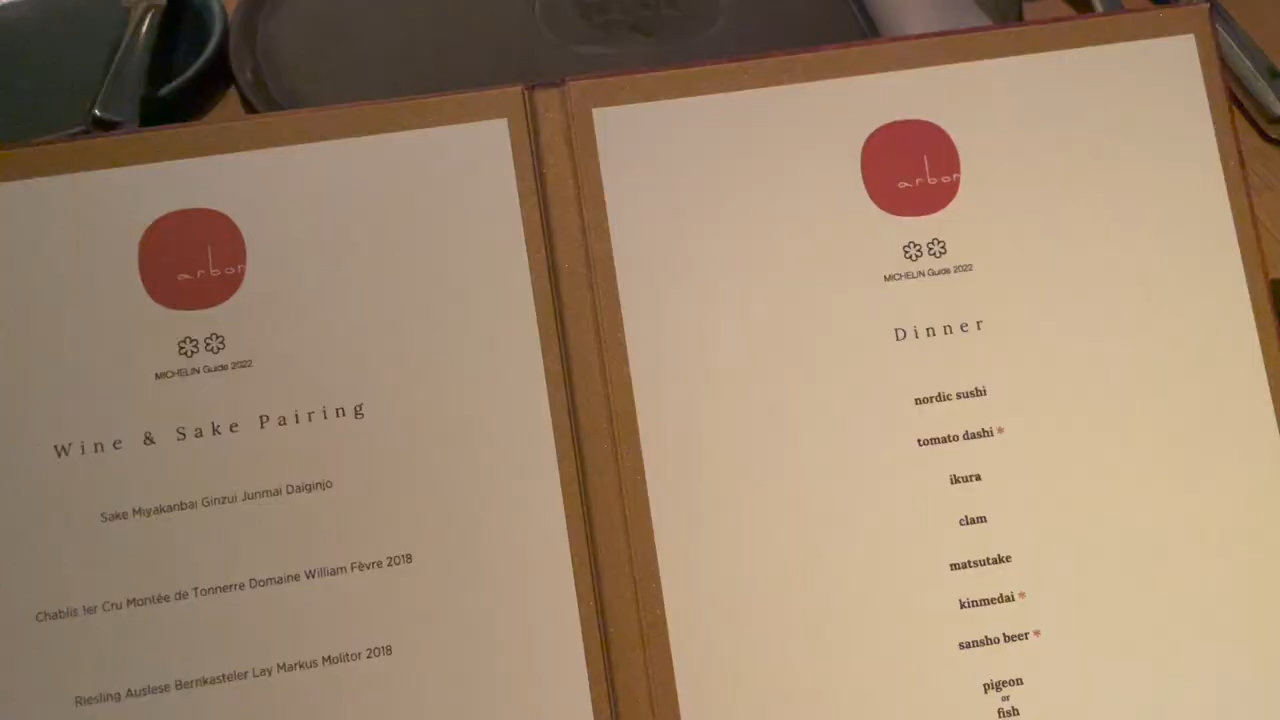 arbor
MICHELIN Guide 2022
Wine & Sake Pairing
Sake Miyakanbai Ginzui Junmai Daiginjo
Chablis 1er Cru Montée de Tonnerre Domaine William Fèvre 2018
Riesling Auslese Bernkasteler Lay Markus Molitor 2018
arbor
MICHELIN Guide 2022
Dinner
nordic sushi
tomato dashi *
ikura
clam
matsutake
kinmedai *
sansho beer *
pigeon
or
fish